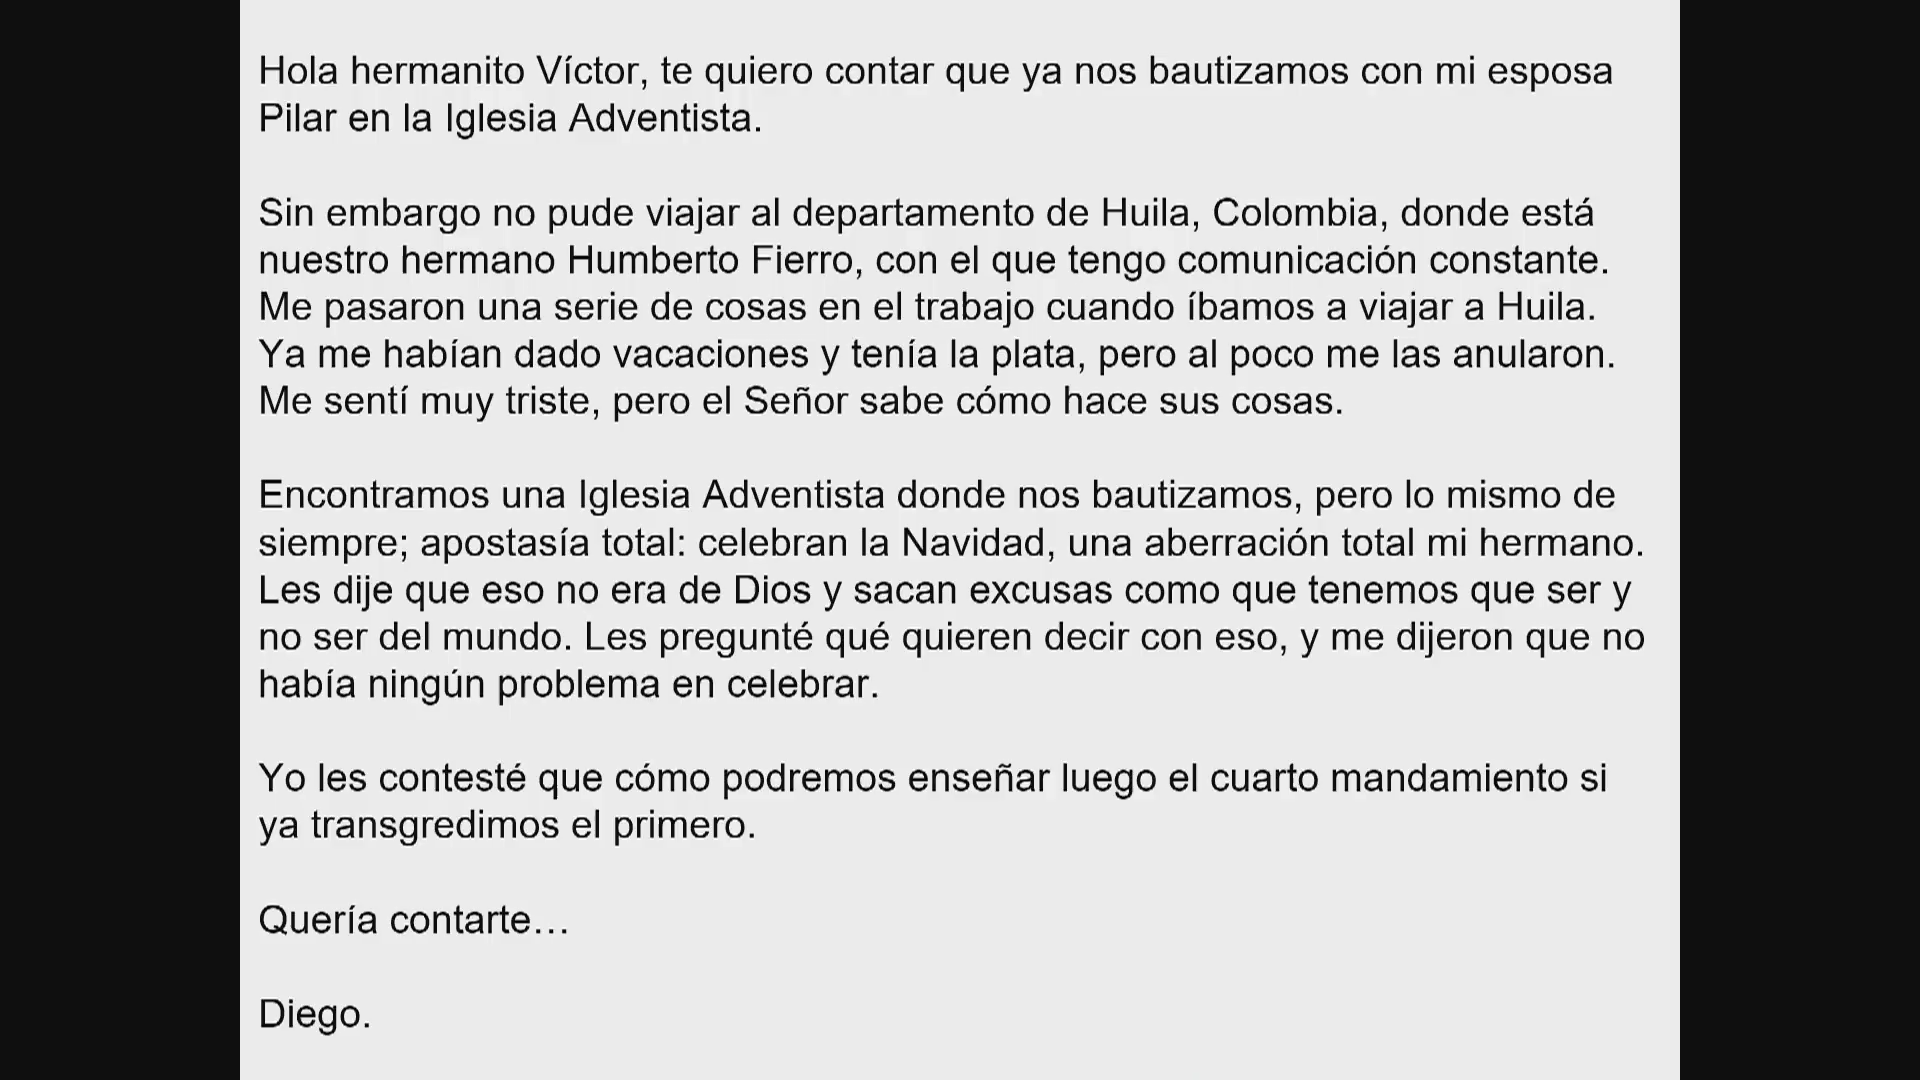 Hola hermanito Víctor, te quiero contar que ya nos bautizamos con mi esposa
Pilar en la Iglesia Adventista.
Sin embargo no pude viajar al departamento de Huila, Colombia, donde está
nuestro hermano Humberto Fierro, con el que tengo comunicación constante.
Me pasaron una serie de cosas en el trabajo cuando íbamos a viajar a Huila.
Ya me habían dado vacaciones y tenía la plata, pero al poco me las anularon.
Me sentí muy triste, pero el Señor sabe cómo hace sus cosas.
Encontramos una Iglesia Adventista donde nos bautizamos, pero lo mismo de
siempre; apostasía total: celebran la Navidad, una aberración total mi hermano.
Les dije que eso no era de Dios y sacan excusas como que tenemos que ser y
no ser del mundo. Les pregunté qué quieren decir con eso, y me dijeron que no
había ningún problema en celebrar.
Yo les contesté que cómo podremos enseñar luego el cuarto mandamiento si
ya transgredimos el primero.
Quería contarte…
Diego.